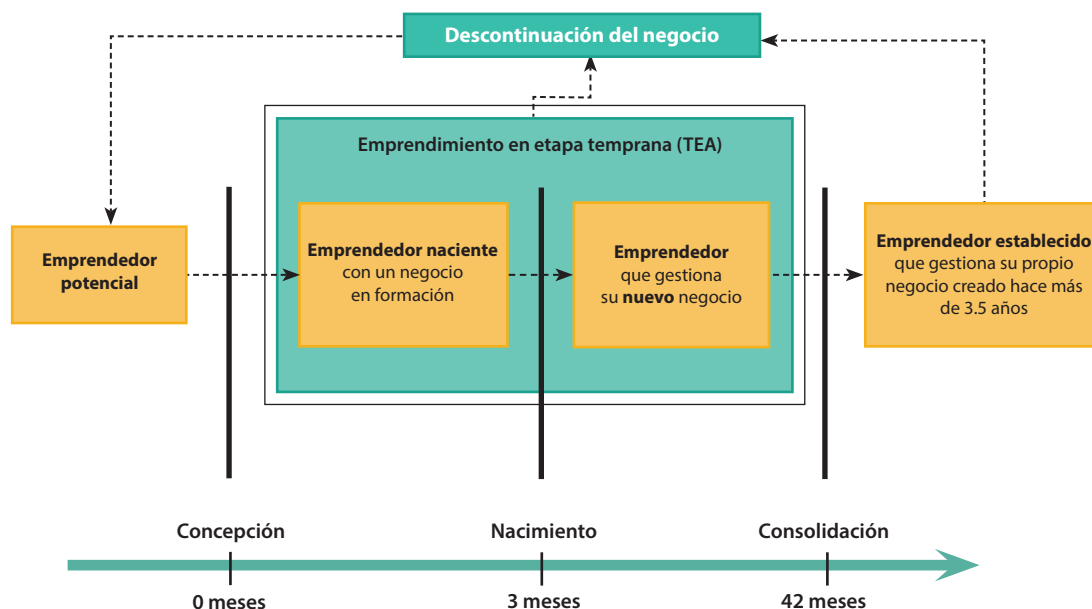 Descontinuación del negocio
Emprendimiento en etapa temprana (TEA)
Emprendedor
potencial
Emprendedor naciente
con un negocio
en formación
Emprendedor
que gestiona
su nuevo negocio
Emprendedor establecido
que gestiona su propio
negocio creado hace más
de 3.5 años
Concepción
Nacimiento
Consolidación
0 meses
3 meses
42 meses